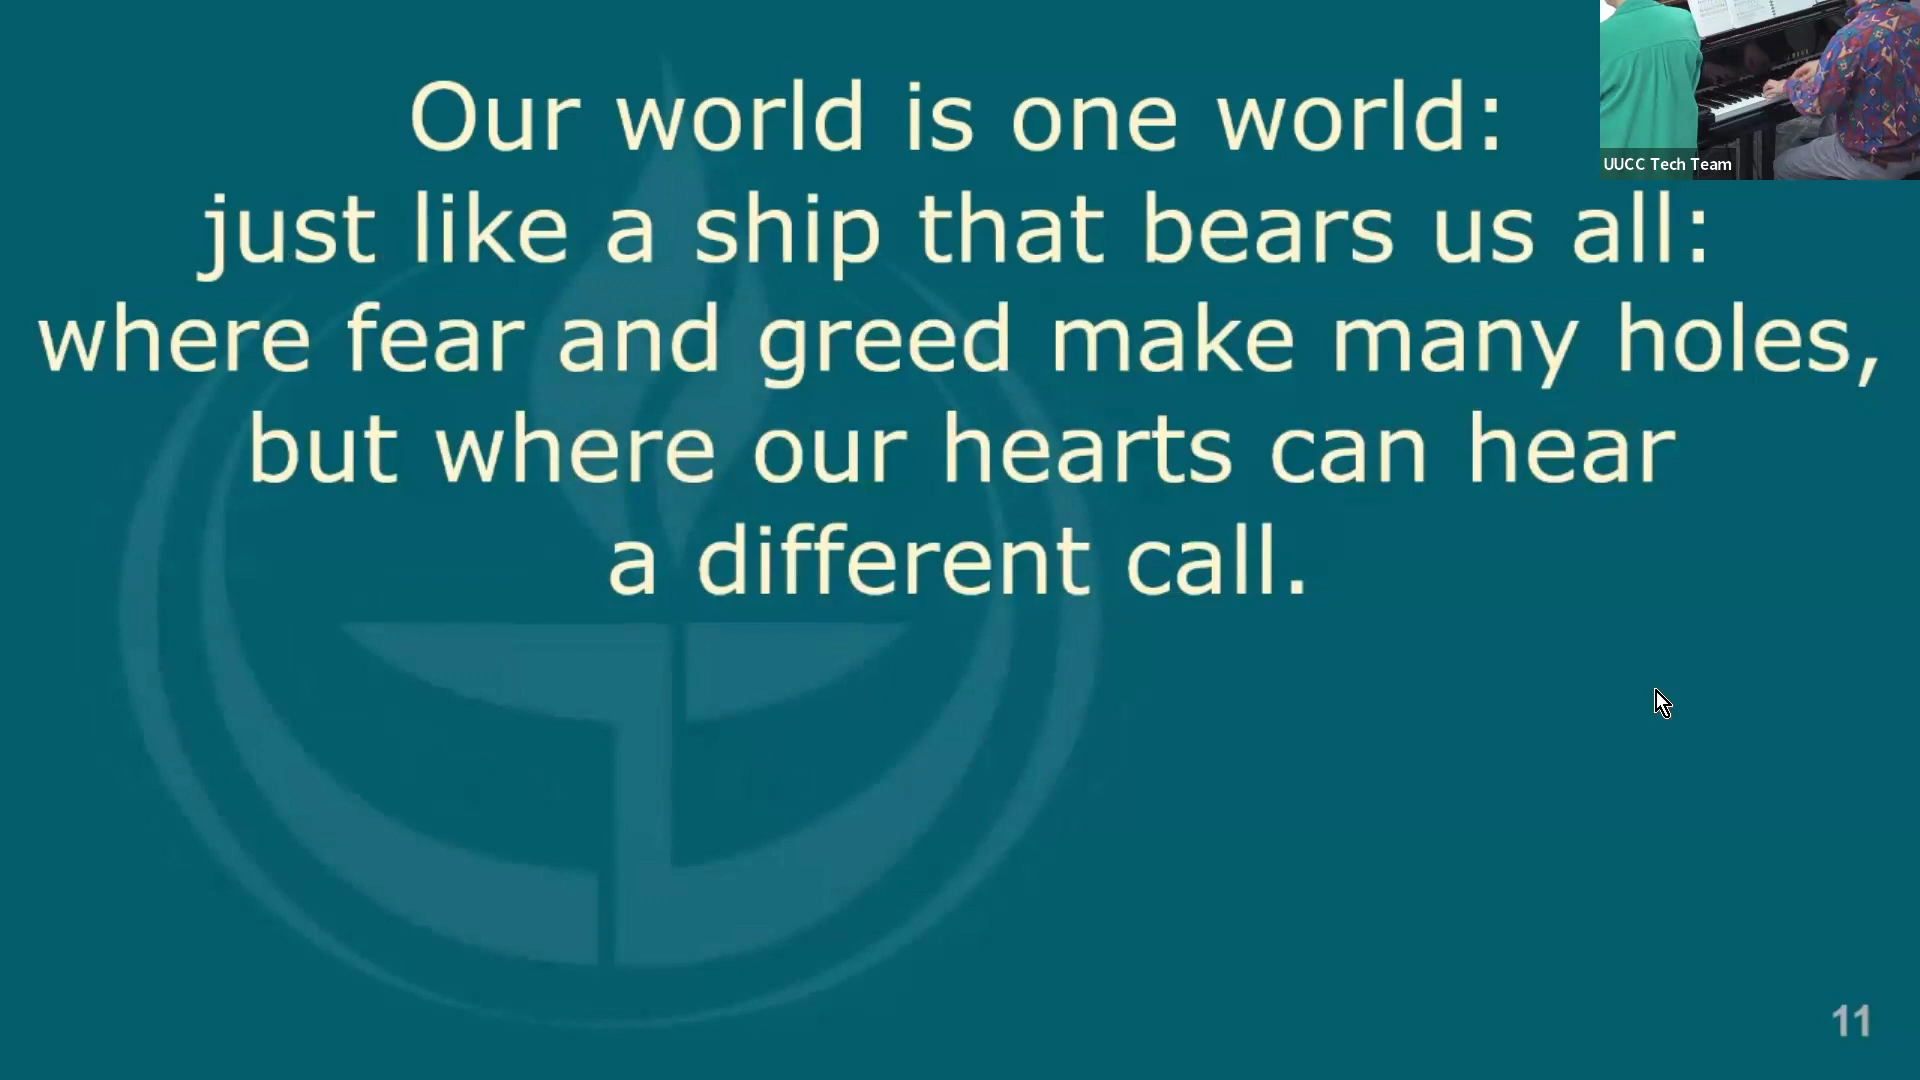 Our world is one world:
just like a ship that bears us all:
where fear and greed make many holes,
but where our hearts can hear
a different call.
UUCC Tech Team
11